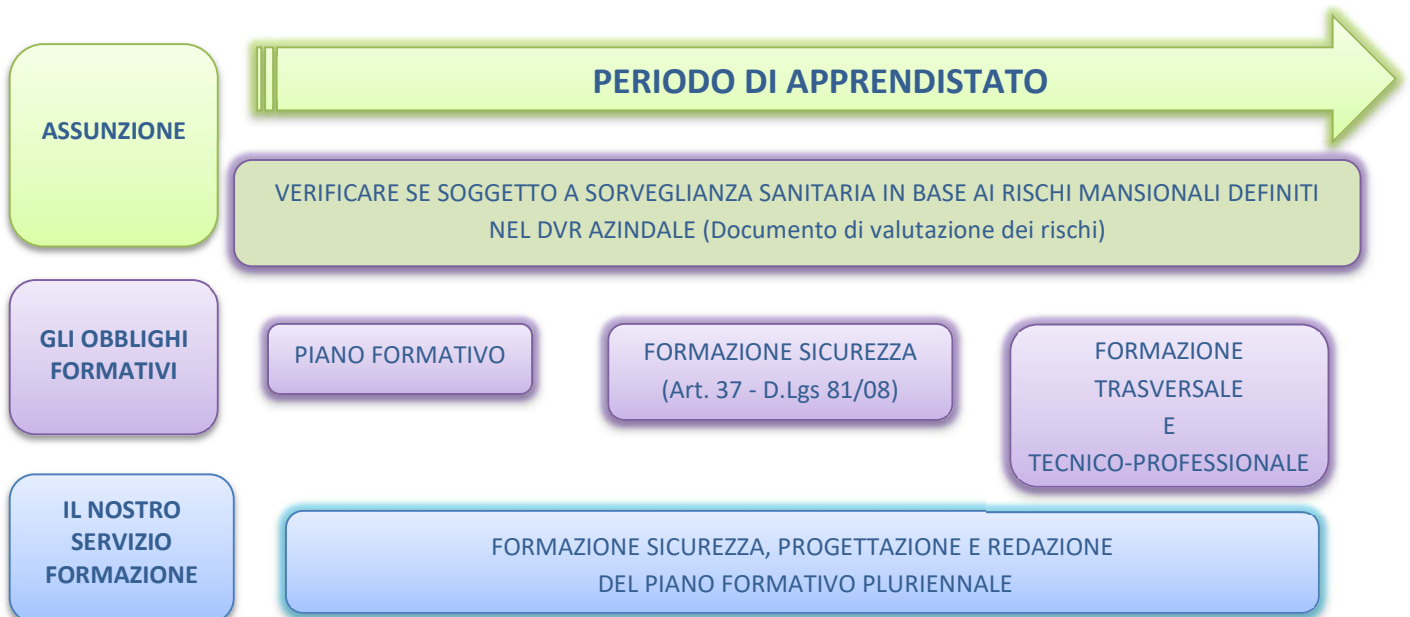 PERIODO DI APPRENDISTATO
ASSUNZIONE
VERIFICARE SE SOGGETTO A SORVEGLIANZA SANITARIA IN BASE AI RISCHI MANSIONALI DEFINITI
NEL DVR AZINDALE (Documento di valutazione dei rischi)
GLI OBBLIGHI
FORMATIVI
PIANO FORMATIVO
FORMAZIONE SICUREZZA
(Art. 37 - D.Lgs 81/08)
FORMAZIONE
TRASVERSALE
E
TECNICO-PROFESSIONALE
IL NOSTRO
SERVIZIO
FORMAZIONE
FORMAZIONE SICUREZZA, PROGETTAZIONE E REDAZIONE
DEL PIANO FORMATIVO PLURIENNALE